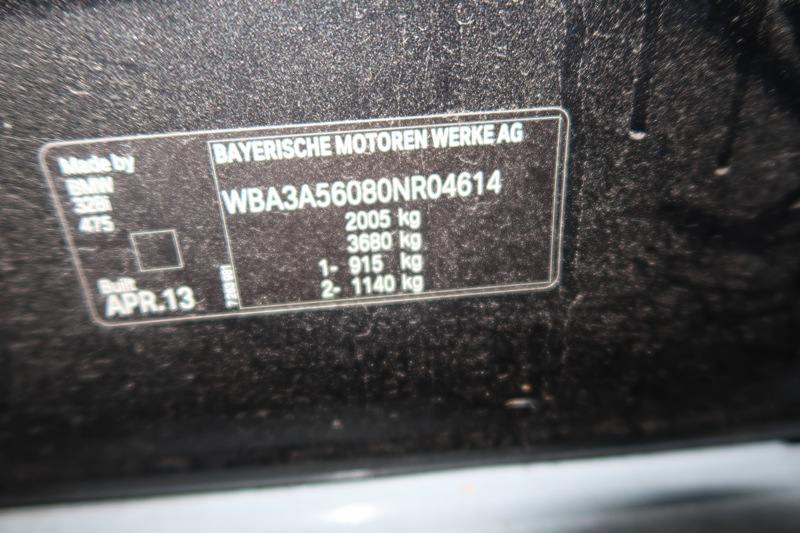 Made by
BMW
328i
475
Built
APR.13
BAYERISCHE MOTOREN WERKE AG
WBA3A56080NR04614
2005 kg
3680 kg
1- 915 kg
2- 1140 kg